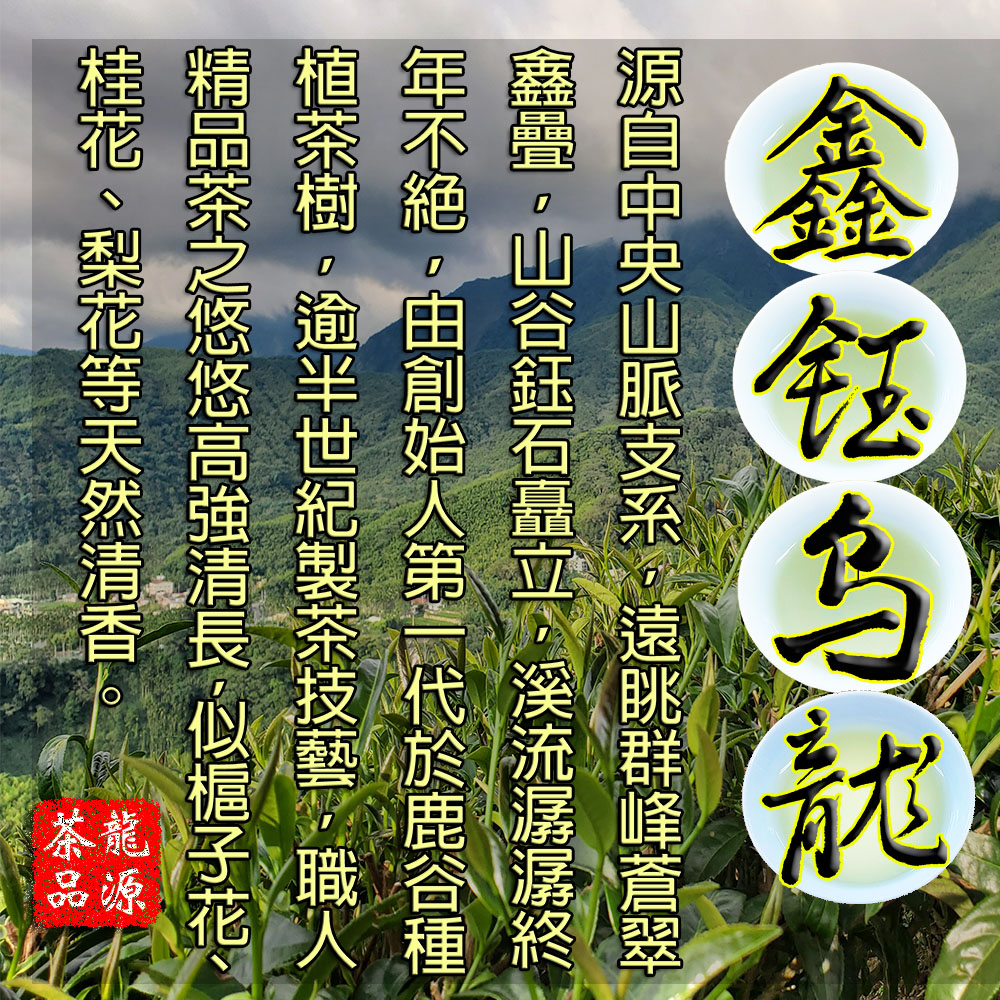 鑫鈺烏龍
源自中央山脈支系,遠眺群峰蒼翠
鑫疊,山谷鈺石矗立,溪流潺潺終
年不絕,由創始人第一代於鹿谷種
植茶樹,逾半世紀製茶技藝,職人
精品茶之悠悠高強清長,似梔子花、
桂花、梨花等天然清香。
龍源
茶品